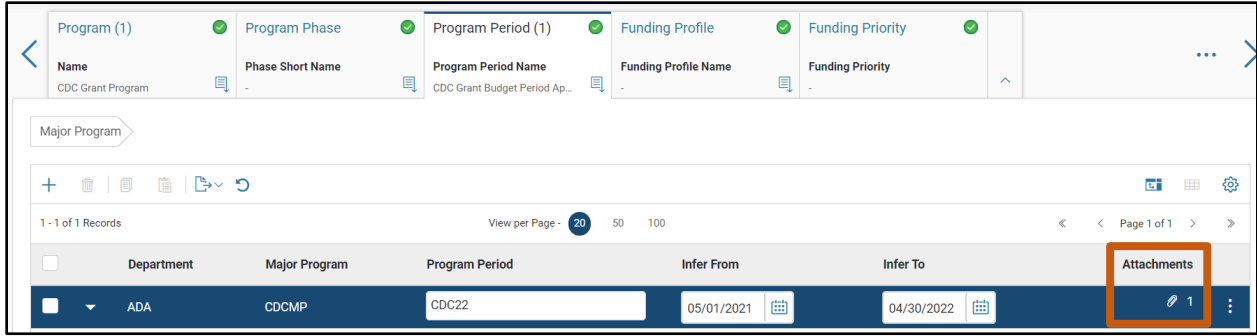 Program (1) Program Phase Program Period (1) Funding Profile Funding Priority
Name Phase Short Name Program Period Name Funding Profile Name Funding Priority
CDC Grant Program - CDC Grant Budget Period Ap... - -
Major Program
1 - 1 of 1 Records View per Page - 20 50 100 Page 1 of 1
Department Major Program Program Period Infer From Infer To Attachments
ADA CDCMP CDC22 05/01/2021 04/30/2022 1